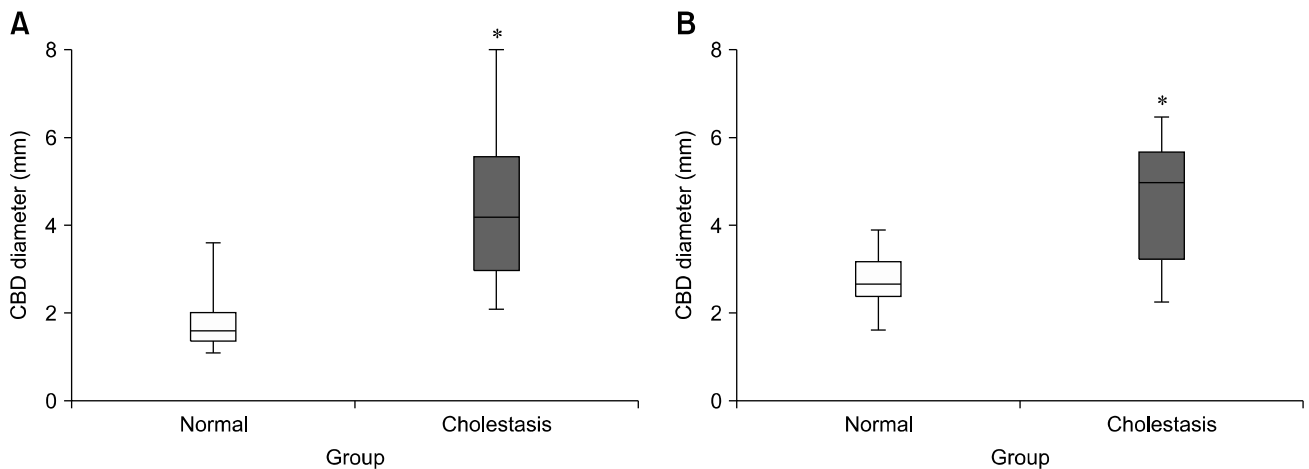 A
*
8
6
4
2
0
CBD diameter (mm)
Normal
Cholestasis
Group
B
*
8
6
4
2
0
CBD diameter (mm)
Normal
Cholestasis
Group